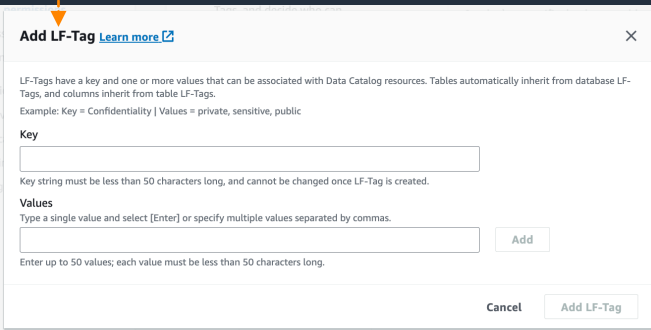 Add LF-Tag Learn more
LF-Tags have a key and one or more values that can be associated with Data Catalog resources. Tables automatically inherit from database LF-
Tags, and columns inherit from table LF-Tags.
Example: Key = Confidentiality | Values = private, sensitive, public
Key
Key string must be less than 50 characters long, and cannot be changed once LF-Tag is created.
Values
Type a single value and select [Enter] or specify multiple values separated by commas.
Add
Enter up to 50 values; each value must be less than 50 characters long.
Cancel Add LF-Tag